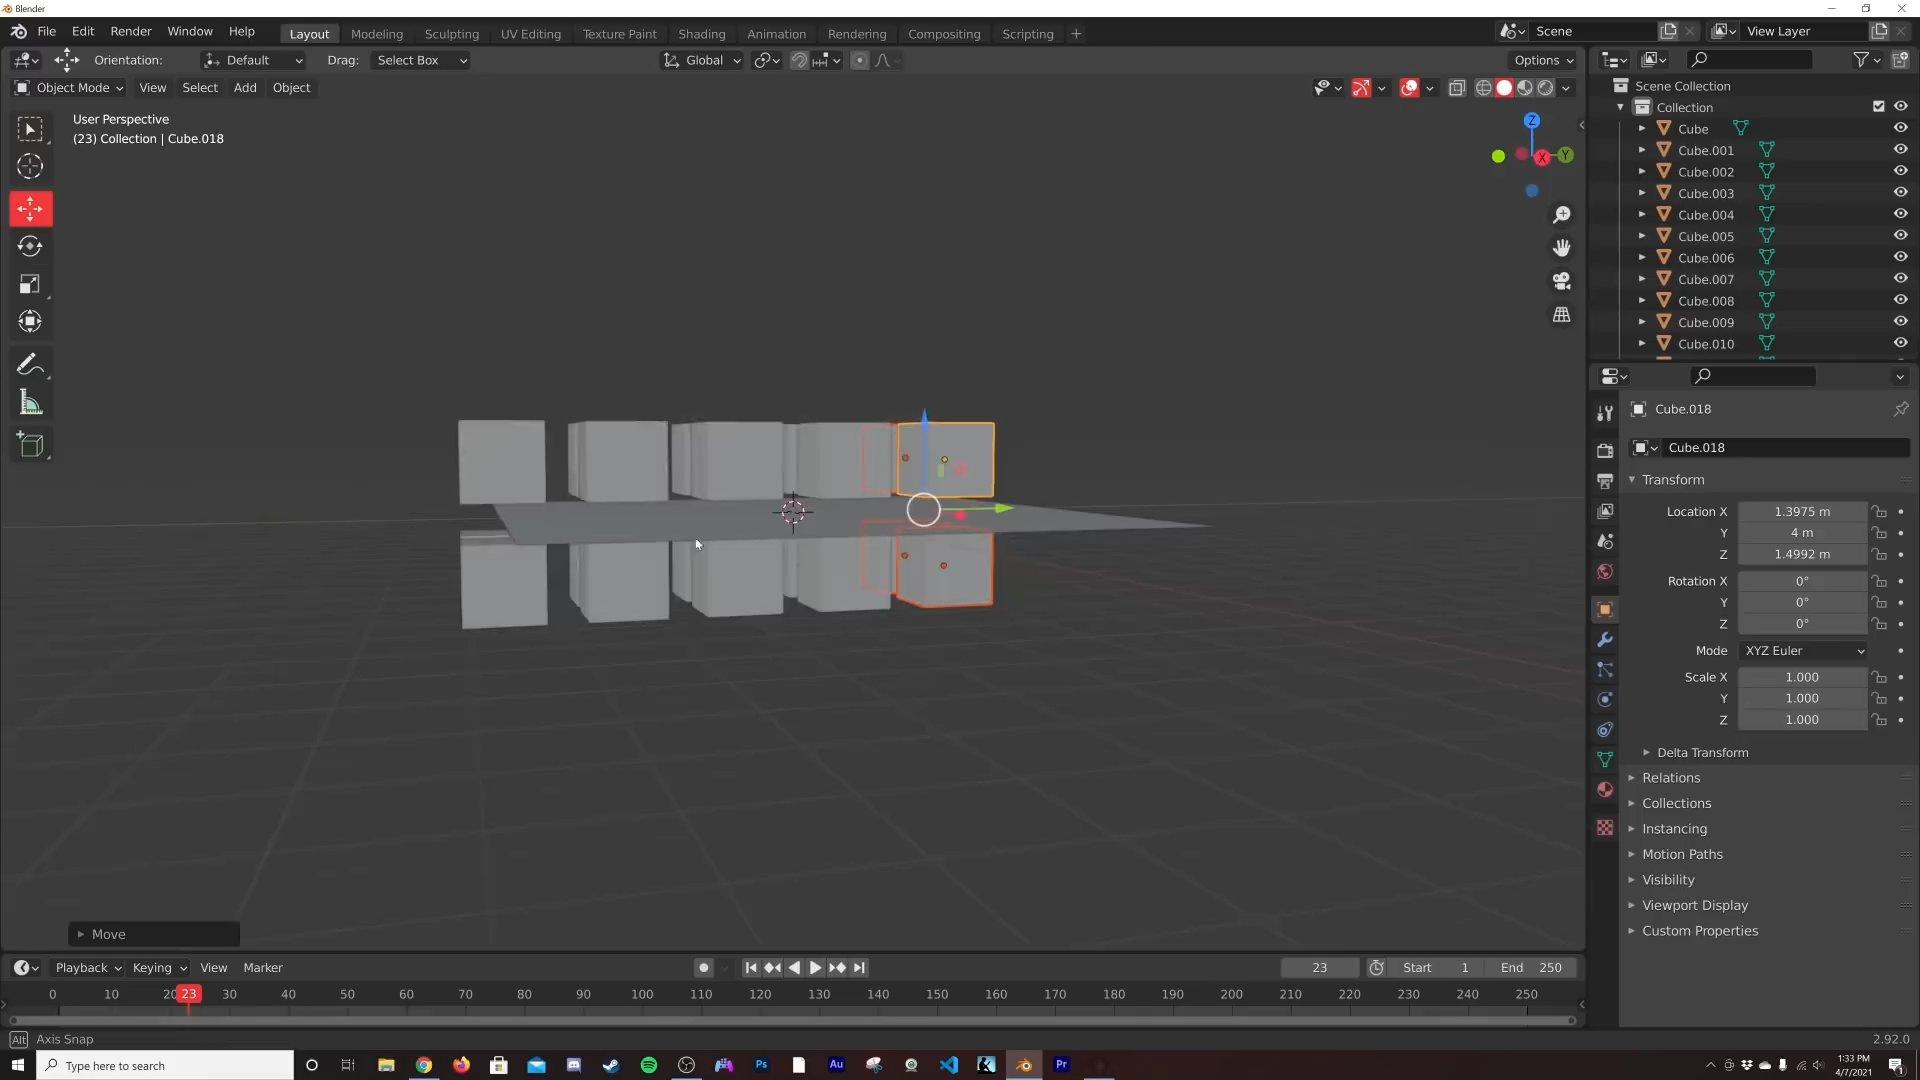 Blender
File Edit Render Window Help
Layout Modeling Sculpting UV Editing Texture Paint Shading Animation Rendering Compositing Scripting +
Scene
View Layer
Orientation: Default Drag: Select Box
Global
Options
Object Mode View Select Add Object
User Perspective
(23) Collection | Cube.018
Z
X
Y
Scene Collection
Collection
Cube
Cube.001
Cube.002
Cube.003
Cube.004
Cube.005
Cube.006
Cube.007
Cube.008
Cube.009
Cube.010
Cube.018
Cube.018
Transform
Location X 1.3975 m
Y 4 m
Z 1.4992 m
Rotation X 0°
Y 0°
Z 0°
Mode XYZ Euler
Scale X 1.000
Y 1.000
Z 1.000
Delta Transform
Relations
Collections
Instancing
Motion Paths
Visibility
Viewport Display
Custom Properties
Move
Playback Keying View Marker
23 Start 1 End 250
0 10 20 23 30 40 50 60 70 80 90 100 110 120 130 140 150 160 170 180 190 200 210 220 230 240 250
Alt Axis Snap
2.92.0
Type here to search
Ps
Au
Pr
1:33 PM
4/7/2021